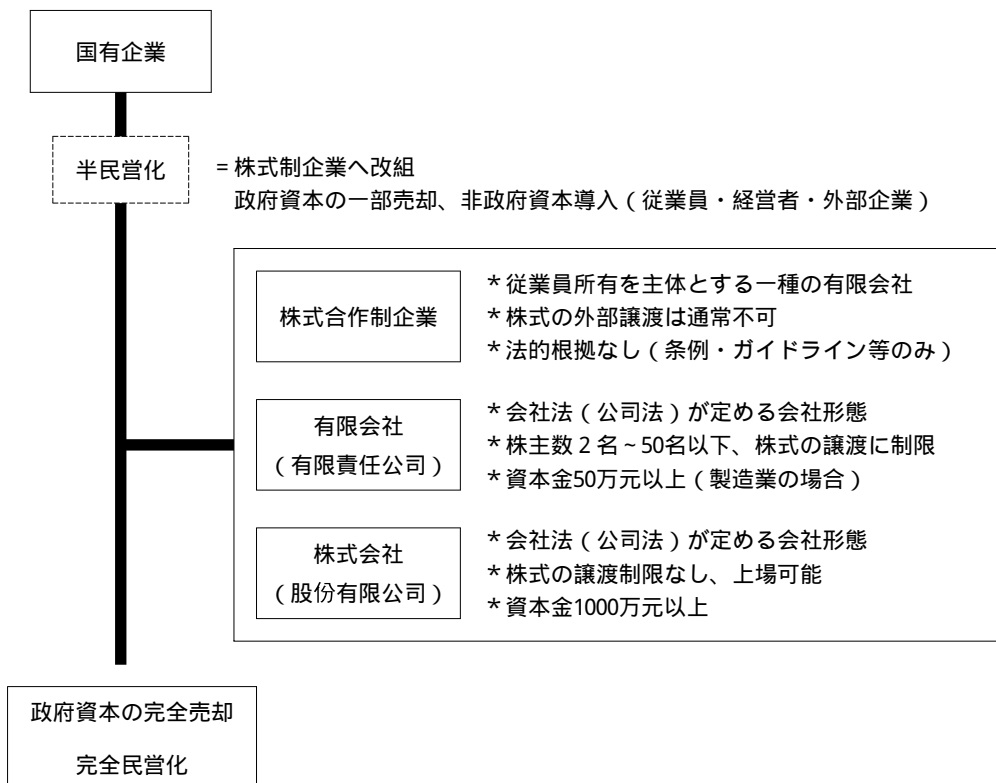 国有企業
半民営化
= 株式制企業へ改組
政府資本の一部売却、非政府資本導入（従業員・経営者・外部企業）
株式合作制企業
*従業員所有を主体とする一種の有限会社
*株式の外部譲渡は通常不可
*法的根拠なし（条例・ガイドライン等のみ）
有限会社
（有限責任公司）
*会社法（公司法）が定める会社形態
*株主数２名～50名以下、株式の譲渡に制限
*資本金50万元以上（製造業の場合）
株式会社
（股份有限公司）
*会社法（公司法）が定める会社形態
*株式の譲渡制限なし、上場可能
*資本金1000万元以上
政府資本の完全売却
完全民営化